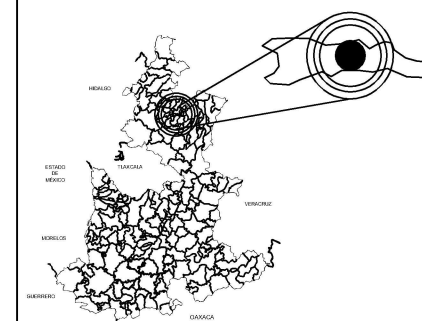 HIDALGO
TLAXCALA
ESTADO
DE
MÉXICO
VERACRUZ
MORELOS
GUERRERO
OAXACA